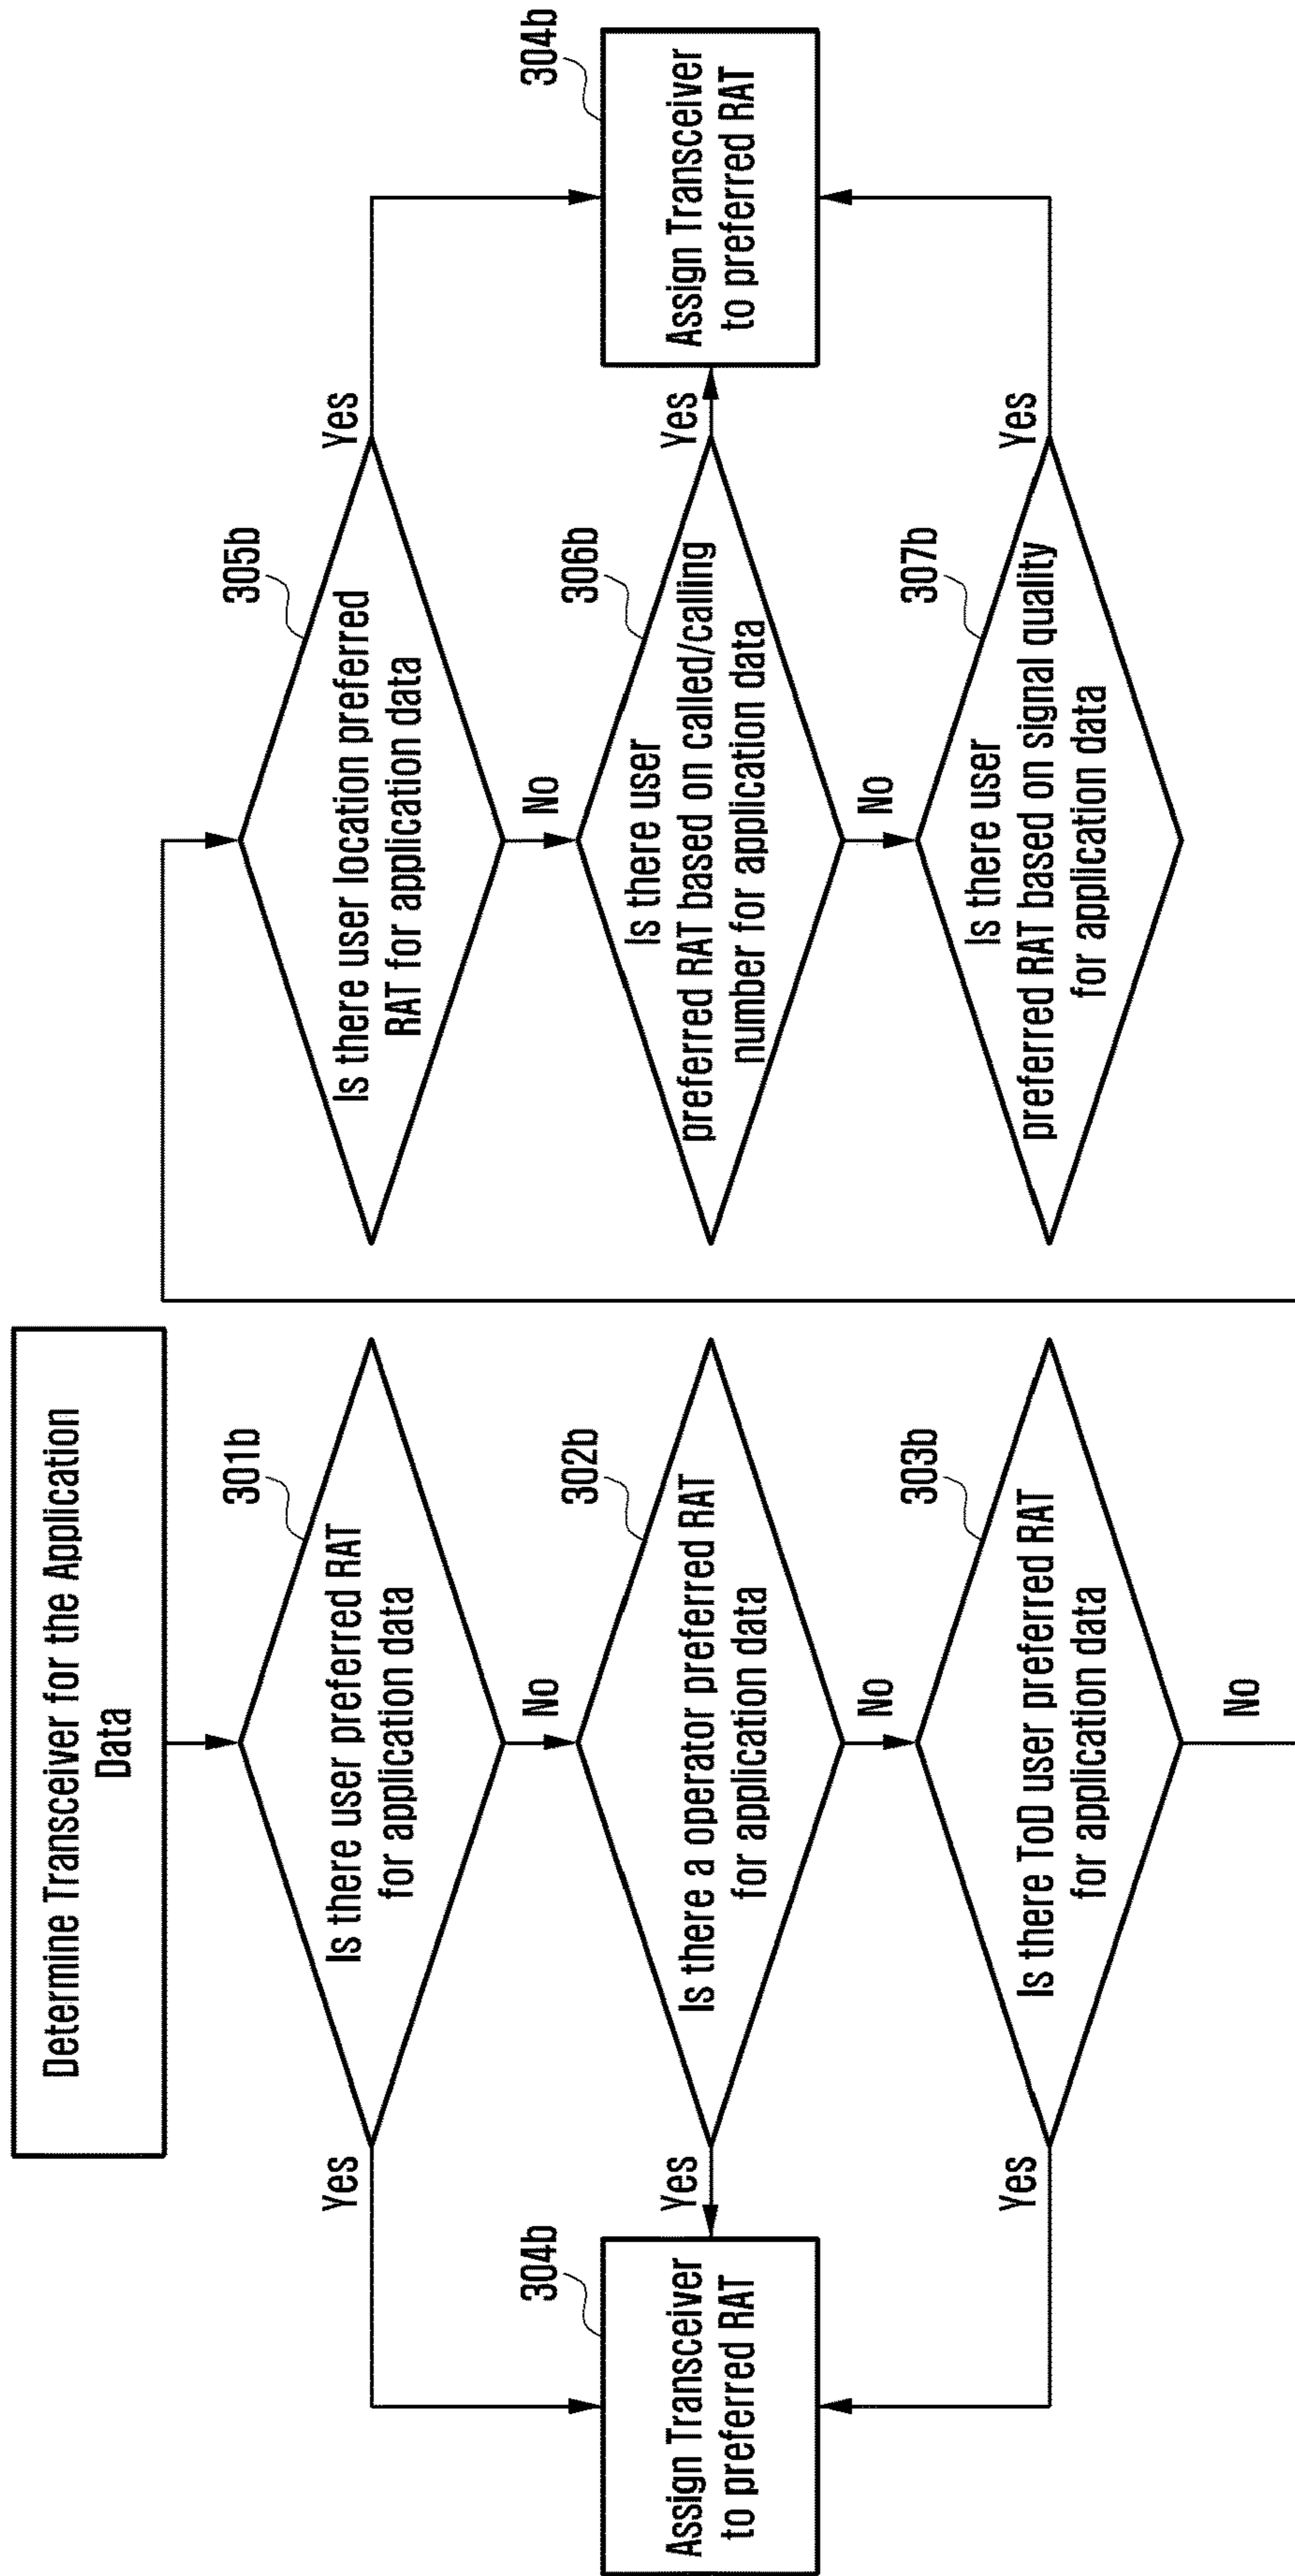 Determine Transceiver for the Application
Data
301b
Is there user preferred RAT
for application data
Yes
No
302b
Is there a operator preferred RAT
for application data
Yes
304b
Assign Transceiver
to preferred RAT
No
303b
Is there ToD user preferred RAT
for application data
Yes
No
305b
Is there user location preferred
RAT for application data
Yes
No
306b
Is there user
preferred RAT based on called/calling
number for application data
Yes
304b
Assign Transceiver
to preferred RAT
No
307b
Is there user
preferred RAT based on signal quality
for application data
Yes